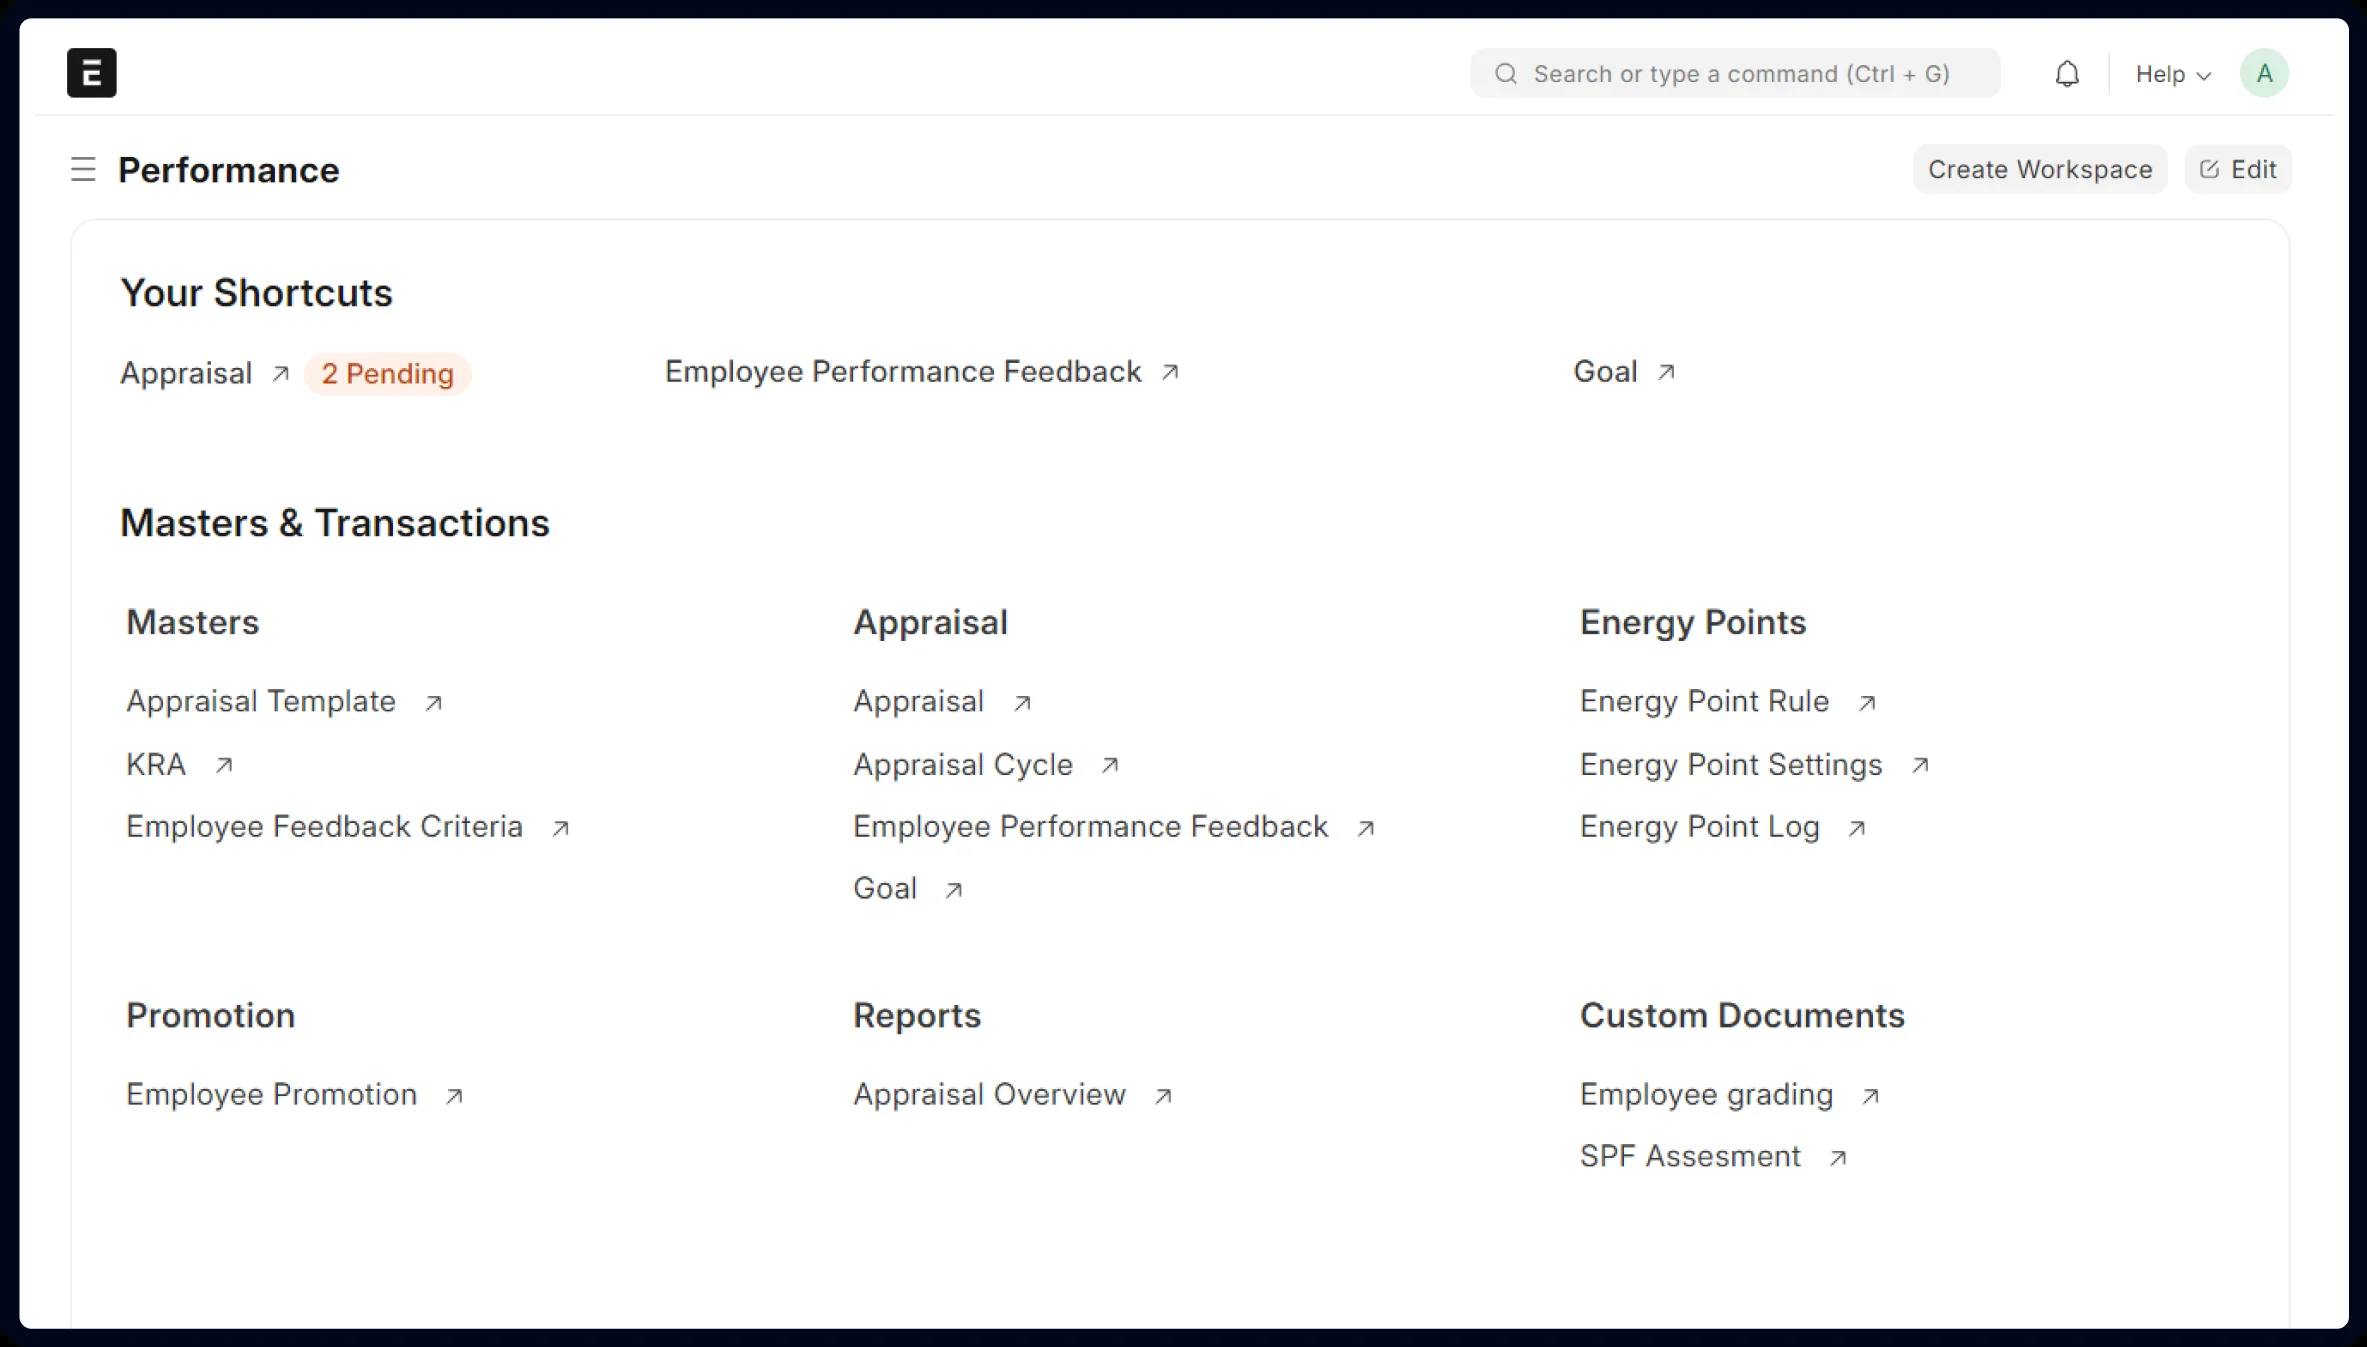 E
Search or type a command (Ctrl + G)
Help
A
Performance
Create Workspace
Edit
Your Shortcuts
Appraisal 2 Pending
Employee Performance Feedback
Goal
Masters & Transactions
Masters
Appraisal Template
KRA
Employee Feedback Criteria
Appraisal
Appraisal
Appraisal Cycle
Employee Performance Feedback
Goal
Energy Points
Energy Point Rule
Energy Point Settings
Energy Point Log
Promotion
Employee Promotion
Reports
Appraisal Overview
Custom Documents
Employee grading
SPF Assesment